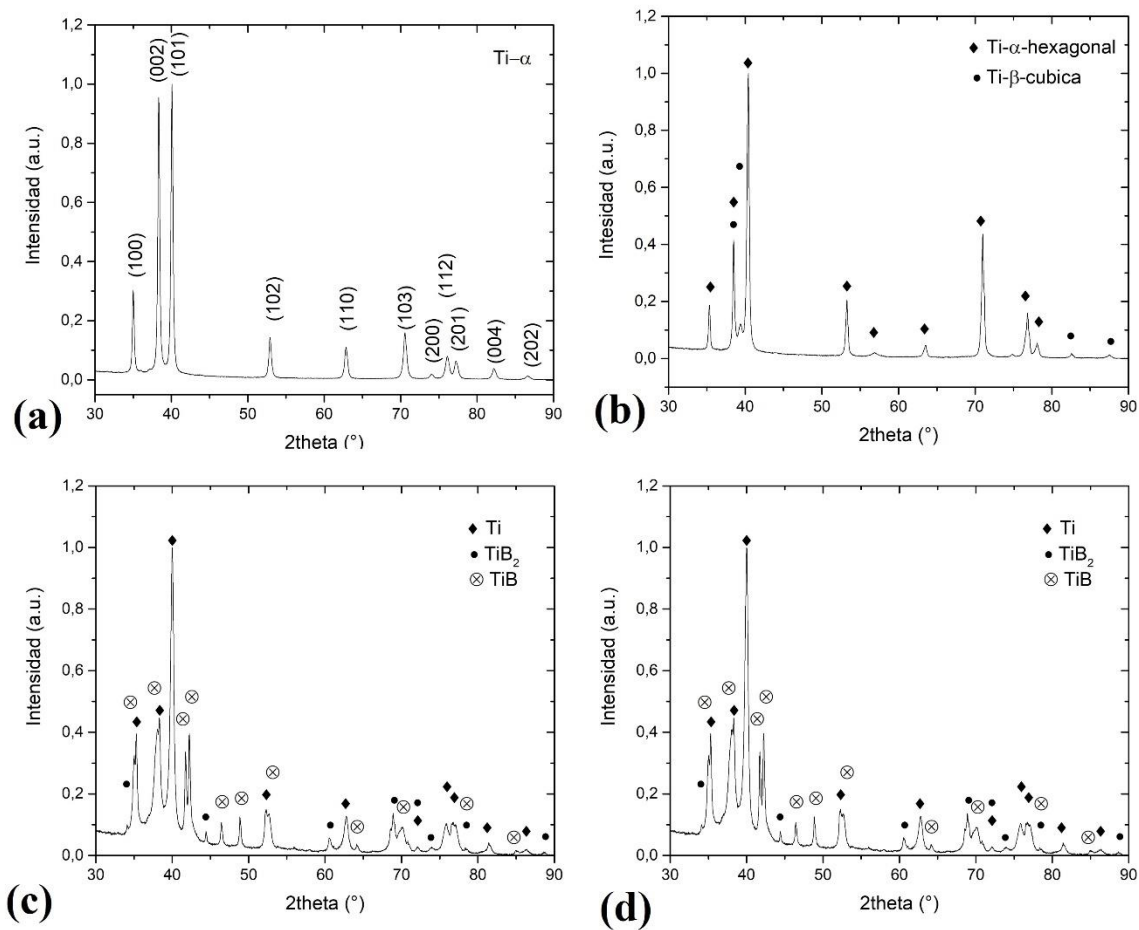 1,2
1,0
0,8
0,6
0,4
0,2
0,0
Intensidad (a.u.)
Ti–α
(100)
(002)
(101)
(102)
(110)
(103)
(200)
(112)
(201)
(004)
(202)
30 40 50 60 70 80 90
2theta (°)
(a)
1,2
1,0
0,8
0,6
0,4
0,2
0,0
Intesidad (a.u.)
♦ Ti-α-hexagonal
● Ti-β-cubica
30 40 50 60 70 80 90
2theta (°)
(b)
1,2
1,0
0,8
0,6
0,4
0,2
0,0
Intensidad (a.u.)
♦ Ti
● TiB₂
⊗ TiB
30 40 50 60 70 80 90
2theta (°)
(c)
1,2
1,0
0,8
0,6
0,4
0,2
0,0
Intensidad (a.u.)
♦ Ti
● TiB₂
⊗ TiB
30 40 50 60 70 80 90
2theta (°)
(d)